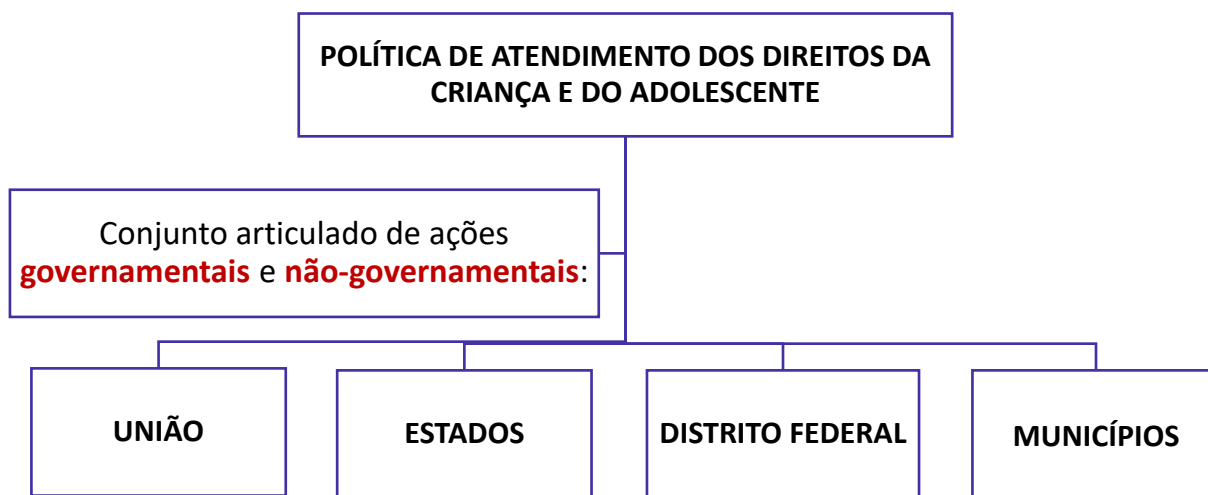 POLÍTICA DE ATENDIMENTO DOS DIREITOS DA
CRIANÇA E DO ADOLESCENTE
Conjunto articulado de ações
governamentais e não-governamentais:
UNIÃO
ESTADOS
DISTRITO FEDERAL
MUNICÍPIOS